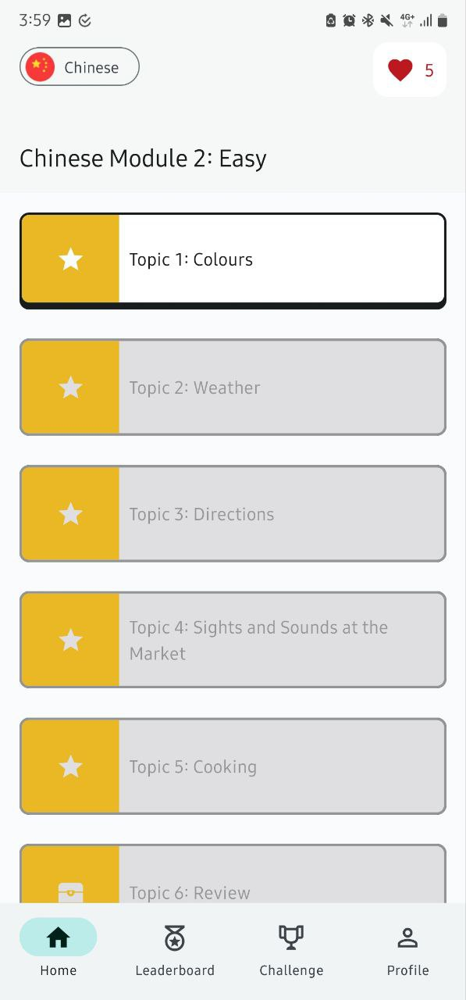 3:59
4G+
Chinese
5
Chinese Module 2: Easy
Topic 1: Colours
Topic 2: Weather
Topic 3: Directions
Topic 4: Sights and Sounds at the
Market
Topic 5: Cooking
Topic 6: Review
Home
Leaderboard
Challenge
Profile